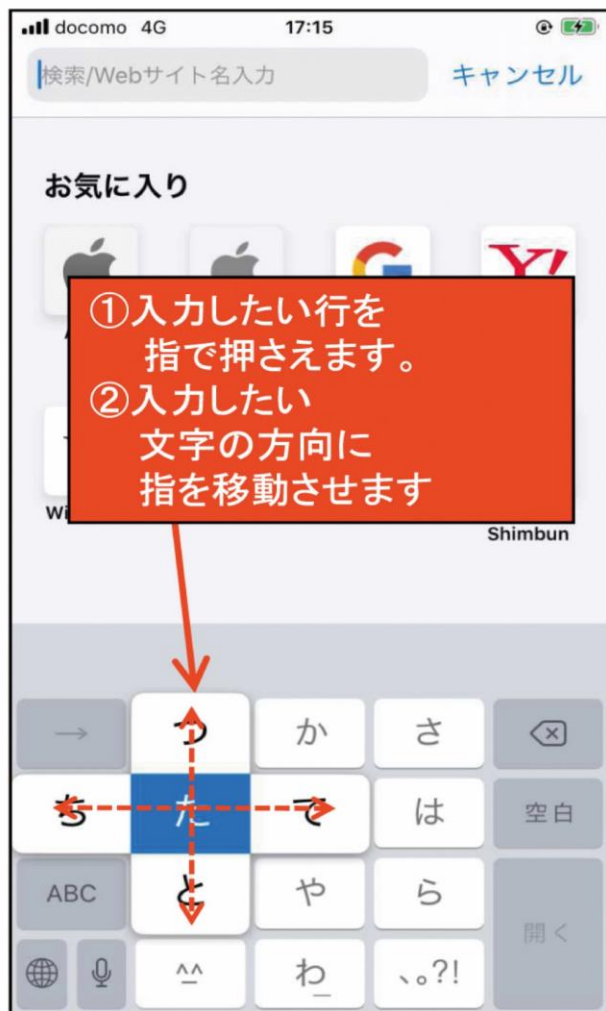 docomo 4G 17:15
検索/Webサイト名入力 キャンセル
お気に入り
①入力したい行を
指で押さえます。
②入力したい
文字の方向に
指を移動させます
Wi
Shimbun
→ つ か さ
ち た て は 空白
ABC と や ら
開く
^^ わ_ 、。?!